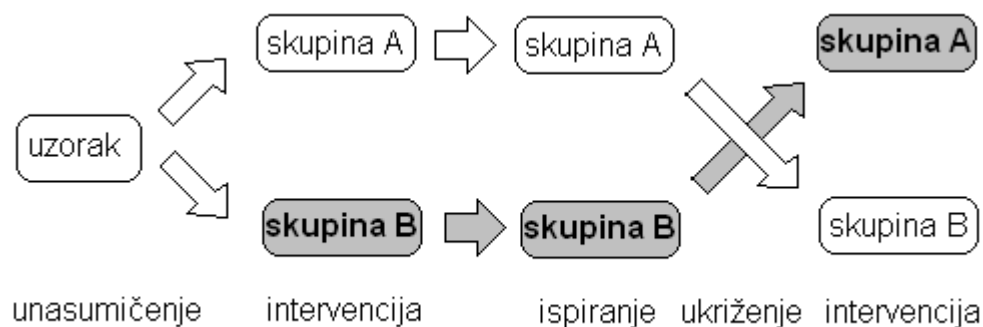 skupina A
skupina A
skupina A
uzorak
skupina B
skupina B
skupina B
unasumičenje intervencija ispiranje ukriženje intervencija